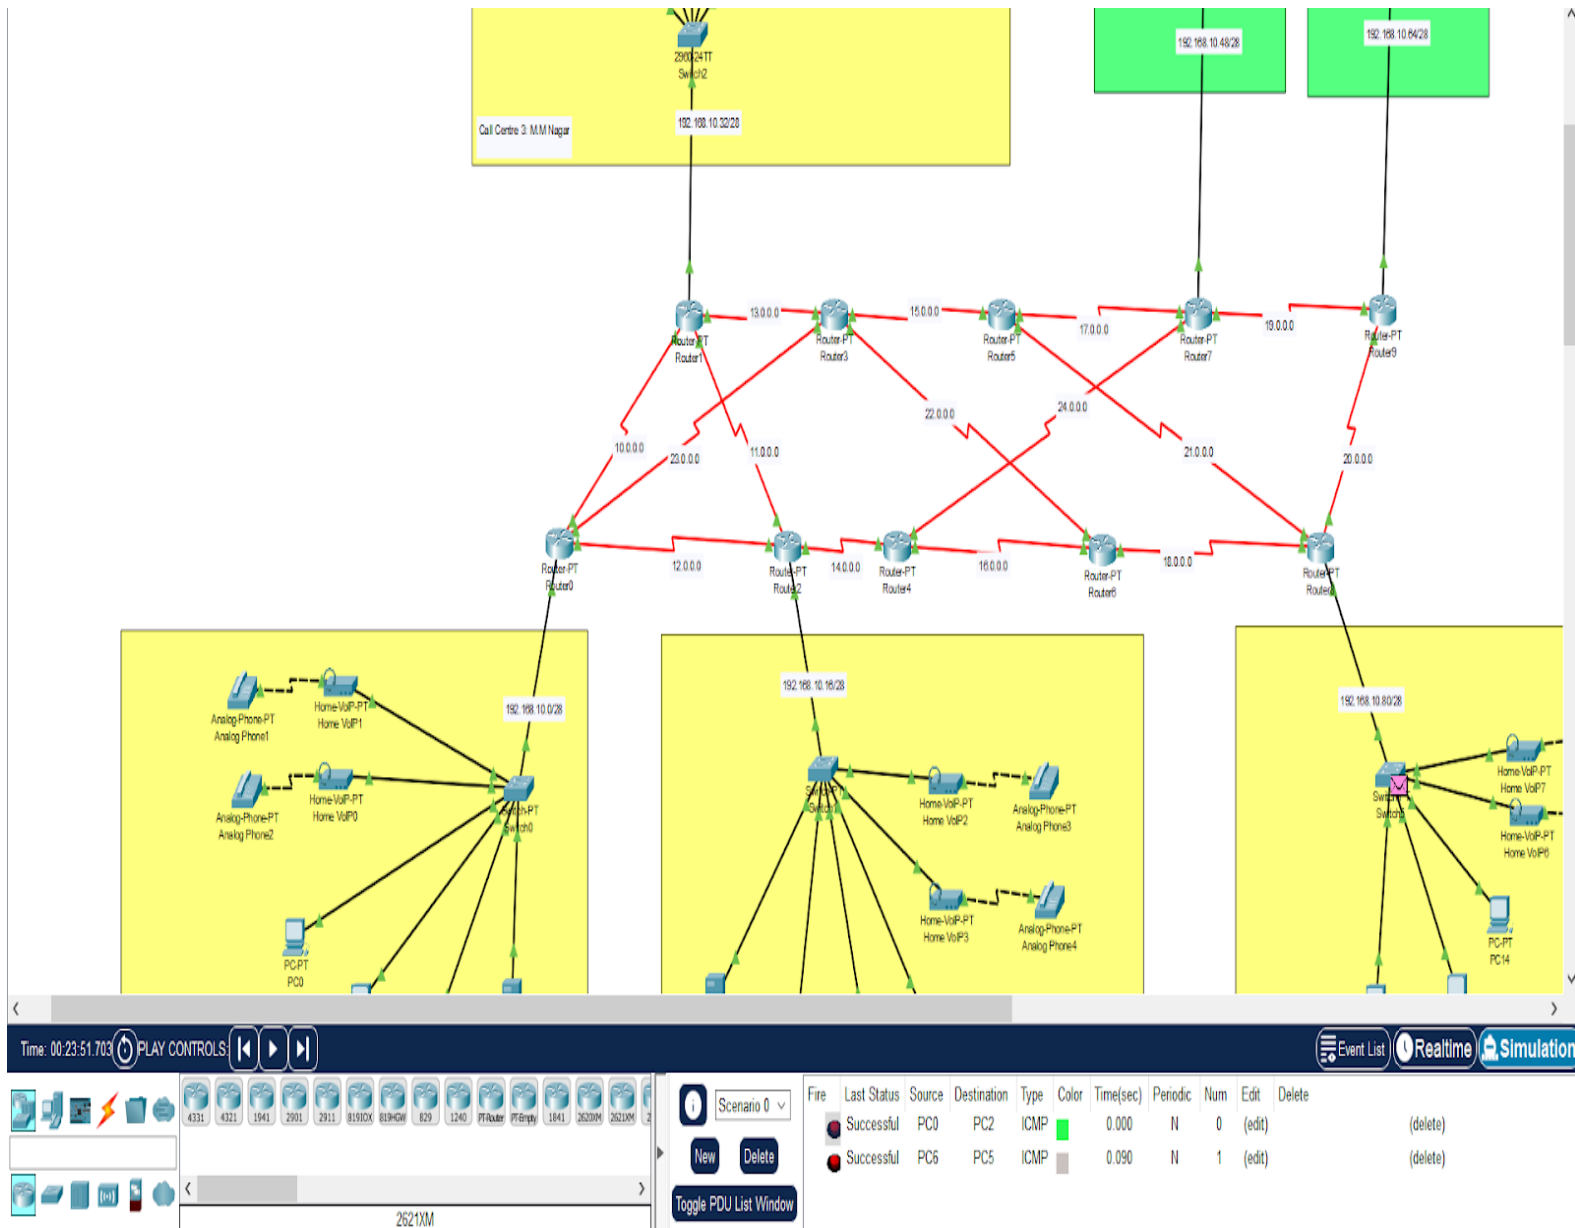 192.168.10.48/28
192.168.10.64/28
2960-24TT
Switch2
192.168.10.32/28
Call Centre 3: M.M Nagar
13.0.0.0
15.0.0.0
17.0.0.0
19.0.0.0
Router-PT
Router1
Router-PT
Router3
Router-PT
Router5
Router-PT
Router7
Router-PT
Router9
10.0.0.0
23.0.0.0
11.0.0.0
22.0.0.0
24.0.0.0
21.0.0.0
20.0.0.0
12.0.0.0
14.0.0.0
16.0.0.0
18.0.0.0
Router-PT
Router0
Router-PT
Router2
Router-PT
Router4
Router-PT
Router6
Router-PT
192.168.10.0/28
192.168.10.16/28
192.168.10.80/28
Analog-Phone-PT
Analog Phone1
Home-VoIP-PT
Home VoIP1
Analog-Phone-PT
Analog Phone2
Home-VoIP-PT
Home VoIP0
Switch-PT
Switch0
Home-VoIP-PT
Home VoIP2
Analog-Phone-PT
Analog Phone3
Home-VoIP-PT
Home VoIP3
Analog-Phone-PT
Analog Phone4
Home-VoIP-PT
Home VoIP7
Home-VoIP-PT
Home VoIP6
PC-PT
PC0
PC-PT
PC14
Time: 00:23:51.703 PLAY CONTROLS:
Event List Realtime Simulation
4331 4321 1941 2901 2911 819IOX 819HGW 829 1240 PT-Router PT-Empty 1841 2620XM 2621XM
2621XM
Scenario 0
New Delete
Toggle PDU List Window
Fire Last Status Source Destination Type Color Time(sec) Periodic Num Edit Delete
Successful PC0 PC2 ICMP 0.000 N 0 (edit) (delete)
Successful PC6 PC5 ICMP 0.090 N 1 (edit) (delete)